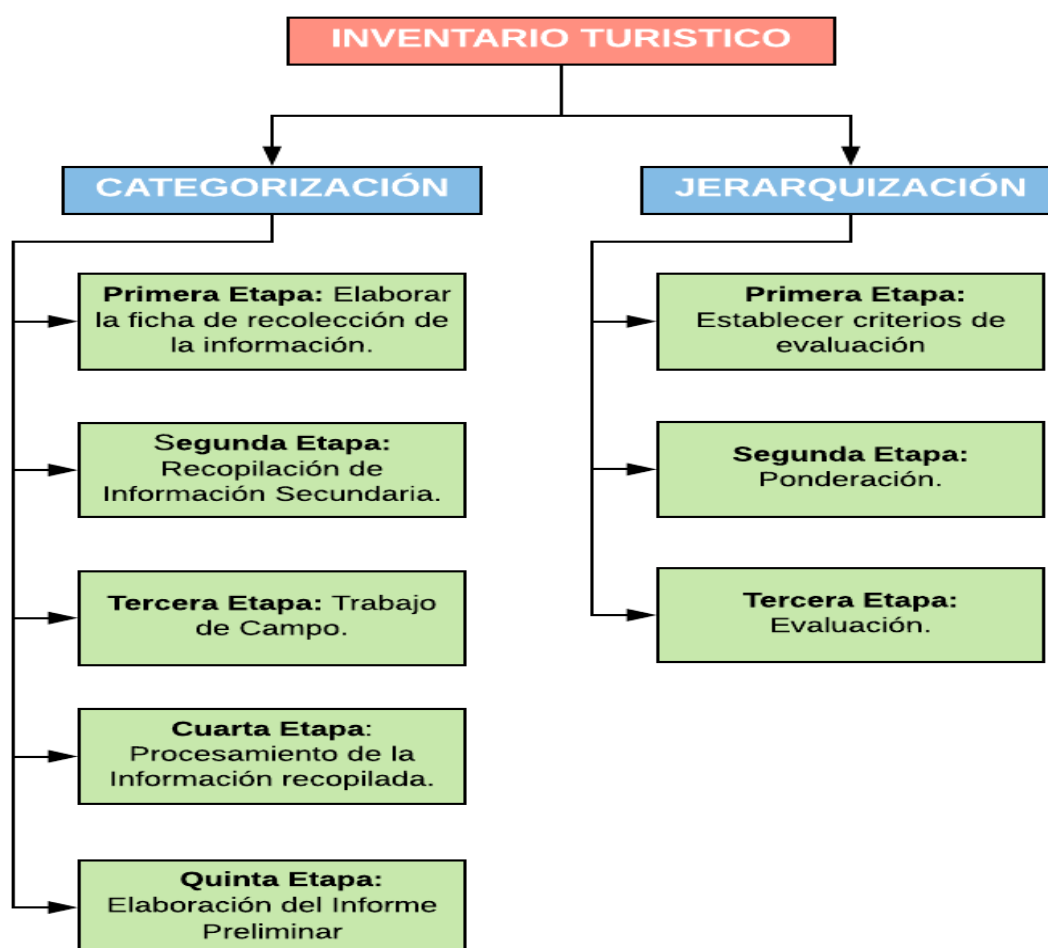 INVENTARIO TURISTICO
CATEGORIZACIÓN
Primera Etapa: Elaborar
la ficha de recolección de
la información.
Segunda Etapa:
Recopilación de
Información Secundaria.
Tercera Etapa: Trabajo
de Campo.
Cuarta Etapa:
Procesamiento de la
Información recopilada.
Quinta Etapa:
Elaboración del Informe
Preliminar
JERARQUIZACIÓN
Primera Etapa:
Establecer criterios de
evaluación
Segunda Etapa:
Ponderación.
Tercera Etapa:
Evaluación.